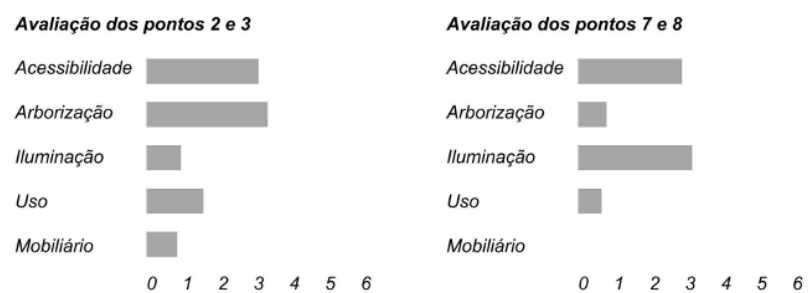 Avaliação dos pontos 2 e 3
Acessibilidade
Arborização
Iluminação
Uso
Mobiliário
0 1 2 3 4 5 6
Avaliação dos pontos 7 e 8
Acessibilidade
Arborização
Iluminação
Uso
Mobiliário
0 1 2 3 4 5 6